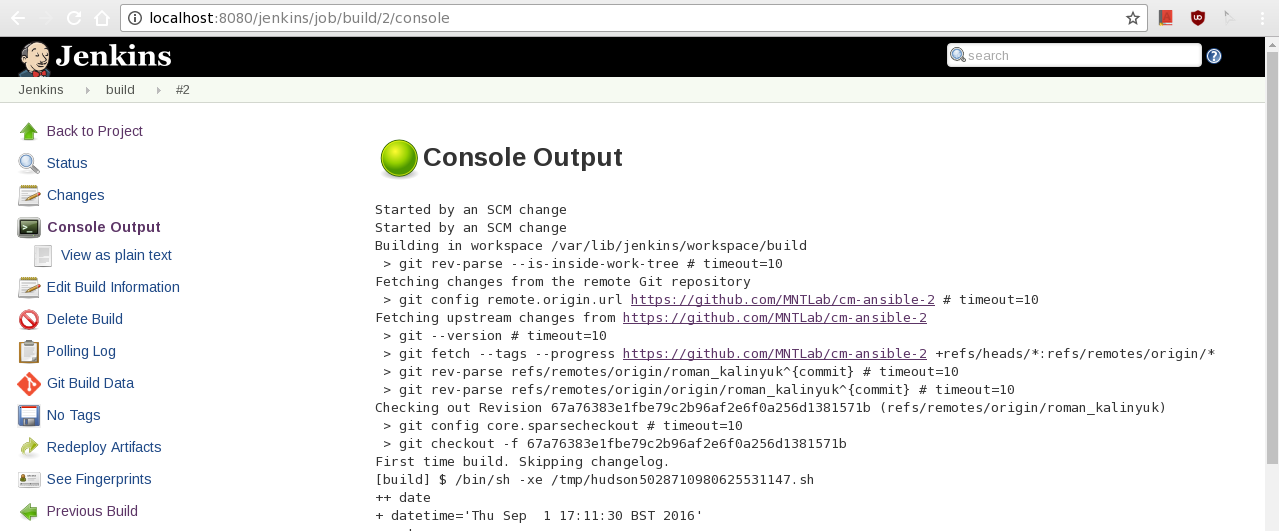 localhost:8080/jenkins/job/build/2/console
Jenkins
search
Jenkins build #2
Back to Project
Status
Changes
Console Output
View as plain text
Edit Build Information
Delete Build
Polling Log
Git Build Data
No Tags
Redeploy Artifacts
See Fingerprints
Previous Build
Console Output
Started by an SCM change
Started by an SCM change
Building in workspace /var/lib/jenkins/workspace/build
 > git rev-parse --is-inside-work-tree # timeout=10
Fetching changes from the remote Git repository
 > git config remote.origin.url https://github.com/MNTLab/cm-ansible-2 # timeout=10
Fetching upstream changes from https://github.com/MNTLab/cm-ansible-2
 > git --version # timeout=10
 > git fetch --tags --progress https://github.com/MNTLab/cm-ansible-2 +refs/heads/*:refs/remotes/origin/*
 > git rev-parse refs/remotes/origin/roman_kalinyuk^{commit} # timeout=10
 > git rev-parse refs/remotes/origin/origin/roman_kalinyuk^{commit} # timeout=10
Checking out Revision 67a76383e1fbe79c2b96af2e6f0a256d1381571b (refs/remotes/origin/roman_kalinyuk)
 > git config core.sparsecheckout # timeout=10
 > git checkout -f 67a76383e1fbe79c2b96af2e6f0a256d1381571b
First time build. Skipping changelog.
[build] $ /bin/sh -xe /tmp/hudson5028710980625531147.sh
++ date
+ datetime='Thu Sep  1 17:11:30 BST 2016'